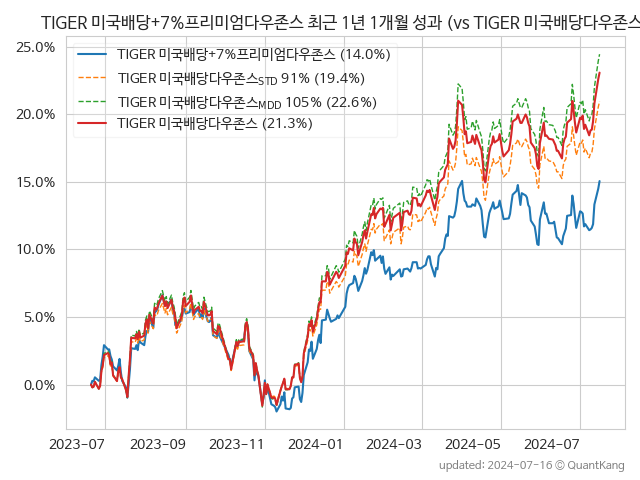 TIGER 미국배당+7%프리미엄다우존스 최근 1년 1개월 성과 (vs TIGER 미국배당다우존스
25.0%
TIGER 미국배당+7%프리미엄다우존스 (14.0%)
TIGER 미국배당다우존스STD 91% (19.4%)
TIGER 미국배당다우존스MDD 105% (22.6%)
TIGER 미국배당다우존스 (21.3%)
20.0%
15.0%
10.0%
5.0%
0.0%
2023-07 2023-09 2023-11 2024-01 2024-03 2024-05 2024-07
updated: 2024-07-16 © QuantKang